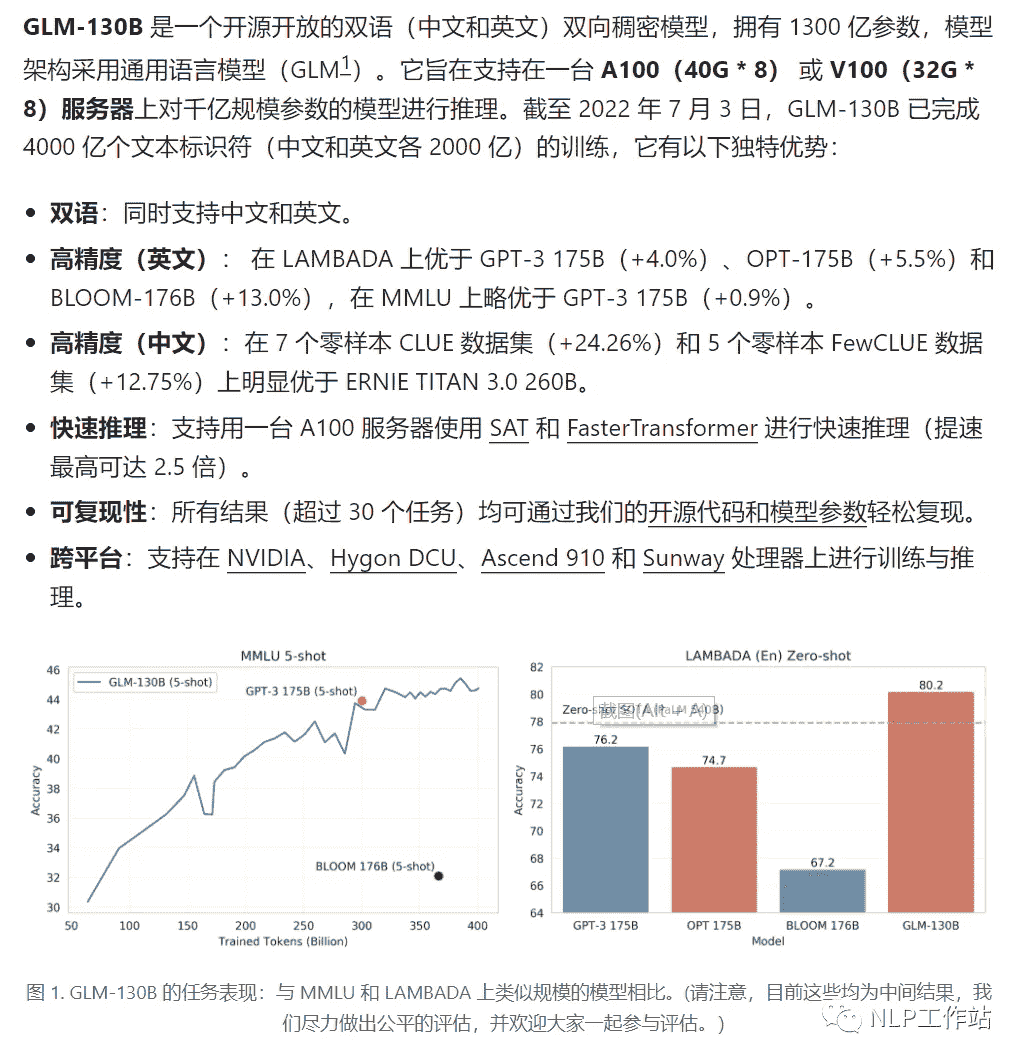 GLM-130B 是一个开源开放的双语（中文和英文）双向稠密模型，拥有 1300 亿参数，模型
架构采用通用语言模型（GLM1）。它旨在支持在一台 A100（40G * 8） 或 V100（32G *
8）服务器上对千亿规模参数的模型进行推理。截至 2022 年 7 月 3 日，GLM-130B 已完成
4000 亿个文本标识符（中文和英文各 2000 亿）的训练，它有以下独特优势：
• 双语：同时支持中文和英文。
• 高精度（英文）： 在 LAMBADA 上优于 GPT-3 175B（+4.0%）、OPT-175B（+5.5%）和
BLOOM-176B（+13.0%），在 MMLU 上略优于 GPT-3 175B（+0.9%）。
• 高精度（中文）：在 7 个零样本 CLUE 数据集（+24.26%）和 5 个零样本 FewCLUE 数据
集（+12.75%）上明显优于 ERNIE TITAN 3.0 260B。
• 快速推理：支持用一台 A100 服务器使用 SAT 和 FasterTransformer 进行快速推理（提速
最高可达 2.5 倍）。
• 可复现性：所有结果（超过 30 个任务）均可通过我们的开源代码和模型参数轻松复现。
• 跨平台：支持在 NVIDIA、Hygon DCU、Ascend 910 和 Sunway 处理器上进行训练与推
理。
MMLU 5-shot
GLM-130B (5-shot)
GPT-3 175B (5-shot)
BLOOM 176B (5-shot)
Accuracy
46
44
42
40
38
36
34
32
30
50 100 150 200 250 300 350 400
Trained Tokens (Billion)
LAMBADA (En) Zero-shot
截图(Alt + A)
Accuracy
82
80
78
76
74
72
70
68
66
64
76.2
74.7
67.2
80.2
GPT-3 175B OPT 175B BLOOM 176B GLM-130B
Model
图 1. GLM-130B 的任务表现：与 MMLU 和 LAMBADA 上类似规模的模型相比。(请注意，目前这些均为中间结果，我
们尽力做出公平的评估，并欢迎大家一起参与评估。)
NLP工作站